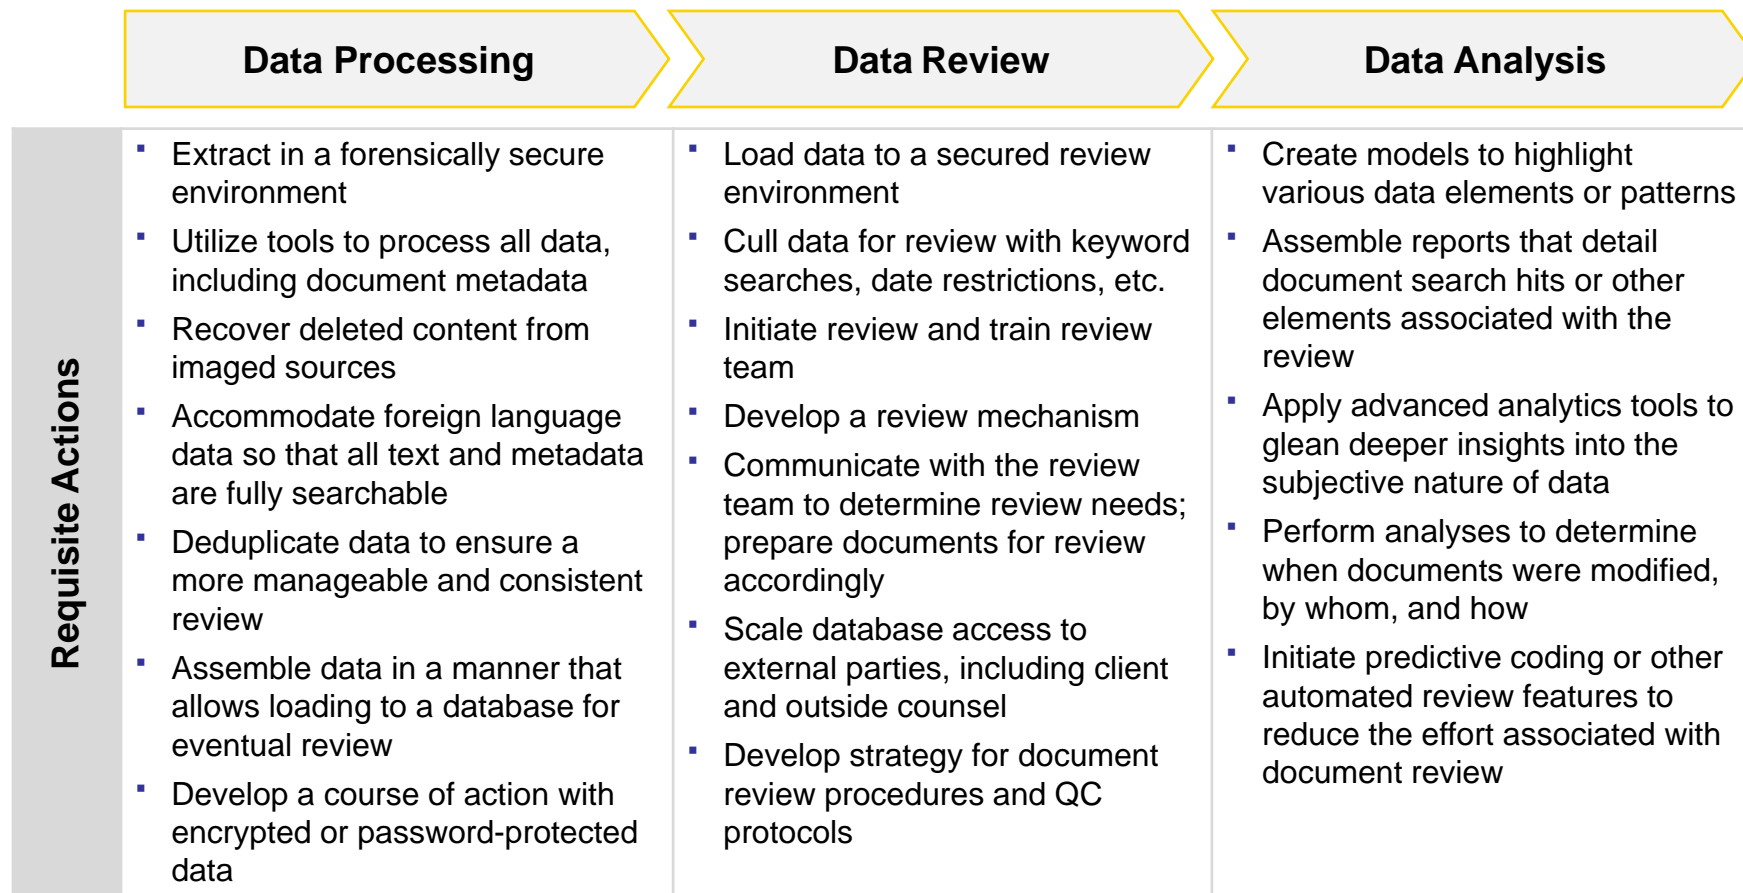 Data Processing
Data Review
Data Analysis
Requisite Actions
▪ Extract in a forensically secure
environment
▪ Utilize tools to process all data,
including document metadata
▪ Recover deleted content from
imaged sources
▪ Accommodate foreign language
data so that all text and metadata
are fully searchable
▪ Deduplicate data to ensure a
more manageable and consistent
review
▪ Assemble data in a manner that
allows loading to a database for
eventual review
▪ Develop a course of action with
encrypted or password-protected
data
▪ Load data to a secured review
environment
▪ Cull data for review with keyword
searches, date restrictions, etc.
▪ Initiate review and train review
team
▪ Develop a review mechanism
▪ Communicate with the review
team to determine review needs;
prepare documents for review
accordingly
▪ Scale database access to
external parties, including client
and outside counsel
▪ Develop strategy for document
review procedures and QC
protocols
▪ Create models to highlight
various data elements or patterns
▪ Assemble reports that detail
document search hits or other
elements associated with the
review
▪ Apply advanced analytics tools to
glean deeper insights into the
subjective nature of data
▪ Perform analyses to determine
when documents were modified,
by whom, and how
▪ Initiate predictive coding or other
automated review features to
reduce the effort associated with
document review